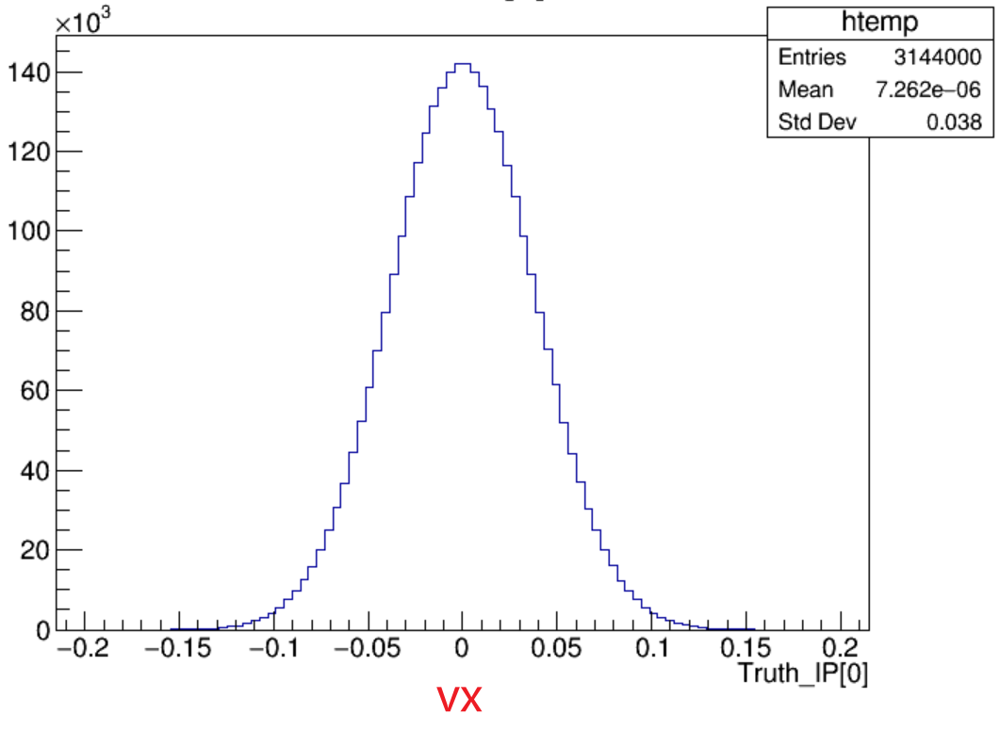 ×10³
htemp
Entries 3144000
Mean 7.262e−06
Std Dev 0.038
140
120
100
80
60
40
20
0
−0.2 −0.15 −0.1 −0.05 0 0.05 0.1 0.15 0.2
Truth_IP[0]
vx